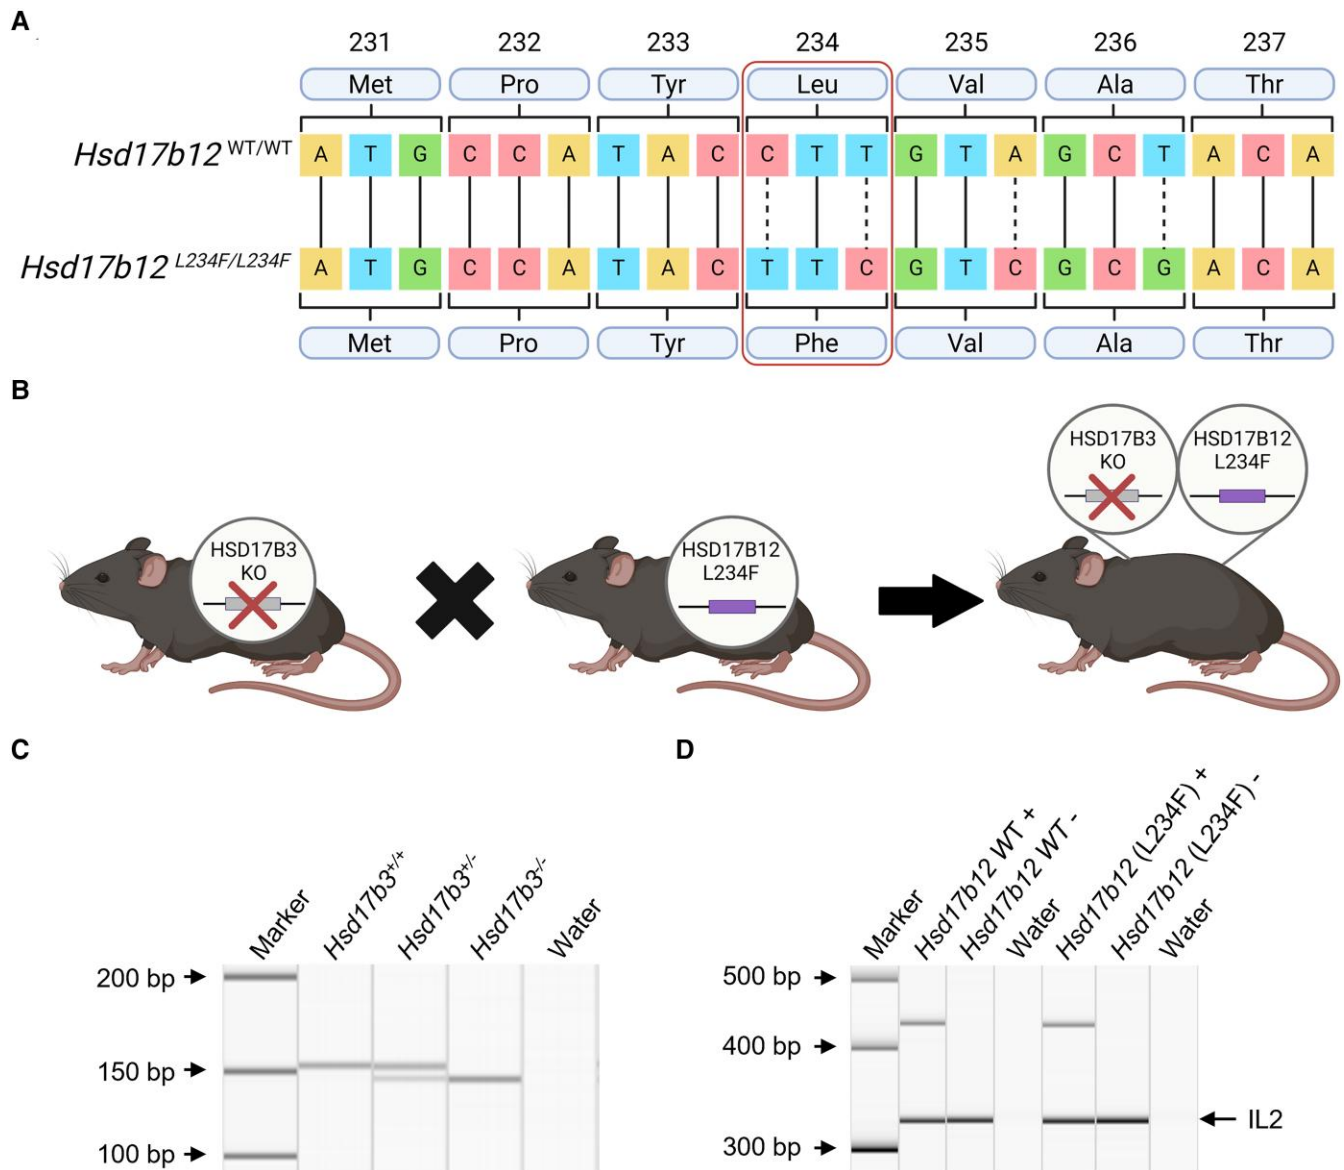 A
231 232 233 234 235 236 237
Met Pro Tyr Leu Val Ala Thr
Hsd17b12 WT/WT A T G C C A T A C C T T G T A G C T A C A
Hsd17b12 L234F/L234F A T G C C A T A C T T C G T C G C G A C A
Met Pro Tyr Phe Val Ala Thr
B
HSD17B3
KO
HSD17B12
L234F
HSD17B3
KO
HSD17B12
L234F
C
Marker
Hsd17b3+/+
Hsd17b3+/-
Hsd17b3-/-
Water
200 bp
150 bp
100 bp
D
Marker
Hsd17b12 WT +
Hsd17b12 WT -
Water
Hsd17b12 (L234F) +
Hsd17b12 (L234F) -
Water
500 bp
400 bp
300 bp
IL2